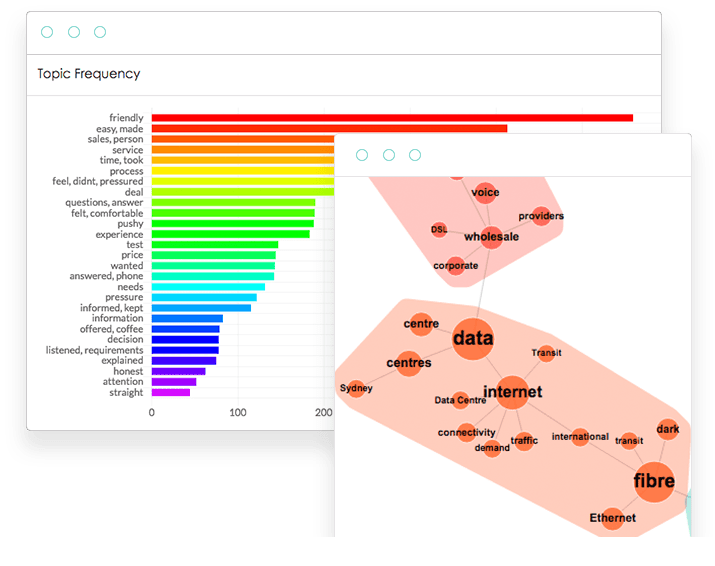 Topic Frequency
friendly
easy, made
sales, person
service
time, took
process
feel, didnt, pressured
deal
questions, answer
felt, comfortable
pushy
experience
test
price
wanted
answered, phone
needs
pressure
informed, kept
information
offered, coffee
decision
listened, requirements
explained
honest
attention
straight
0 100 200
voice
providers
DSL
wholesale
corporate
centre
data
Transit
centres
Sydney
internet
Data Centre
connectivity
demand
traffic
international
transit
dark
fibre
Ethernet